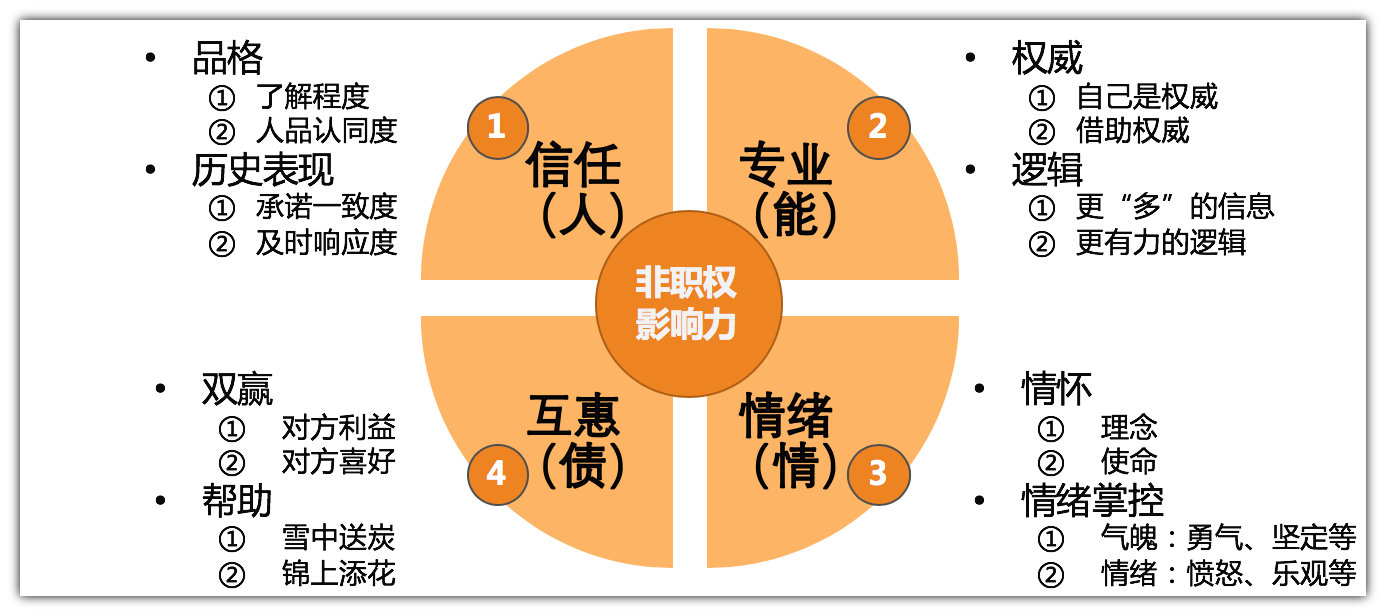 • 品格
① 了解程度
② 人品认同度
• 历史表现
① 承诺一致度
② 及时响应度
1
信任
（人）
2
专业
（能）
• 权威
① 自己是权威
② 借助权威
• 逻辑
① 更“多”的信息
② 更有力的逻辑
非职权
影响力
• 双赢
① 对方利益
② 对方喜好
• 帮助
① 雪中送炭
② 锦上添花
互惠
（债）
4
情绪
（情）
3
• 情怀
① 理念
② 使命
• 情绪掌控
① 气魄：勇气、坚定等
② 情绪：愤怒、乐观等